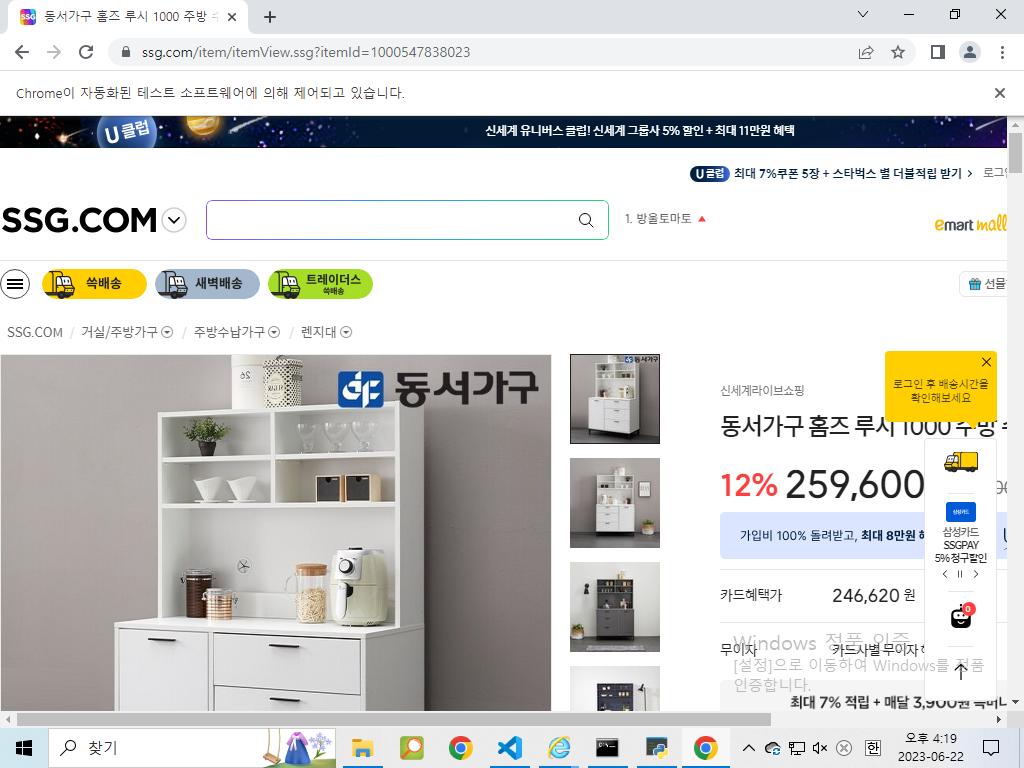 동서가구 홈즈 루시 1000 주방
ssg.com/item/itemView.ssg?itemId=1000547838023
Chrome이 자동화된 테스트 소프트웨어에 의해 제어되고 있습니다.
U 클럽
신세계 유니버스 클럽! 신세계 그룹사 5% 할인 + 최대 11만원 혜택
U 클럽 최대 7%쿠폰 5장 + 스타벅스 별 더블적립 받기 > 로그인
SSG.COM
1. 방울토마토
emart mall
쓱배송
새벽배송
트레이더스
쓱배송
선물
SSG.COM / 거실/주방가구 / 주방수납가구 / 렌지대
동서가구
동서가구
로그인 후 배송시간을
확인해보세요
신세계라이브쇼핑
동서가구 홈즈 루시 1000 주방
12% 259,600
삼성카드
삼성카드
SSGPAY
5% 청구할인
가입비 100% 돌려받고, 최대 8만원
카드혜택가 246,620 원
0
무이자 카드사별 무이자
Windows 정품 인증
[설정]으로 이동하여 Windows를 정품
인증합니다.
최대 7% 적립 + 매달 3,900원
찾기
한
오후 4:19
2023-06-22